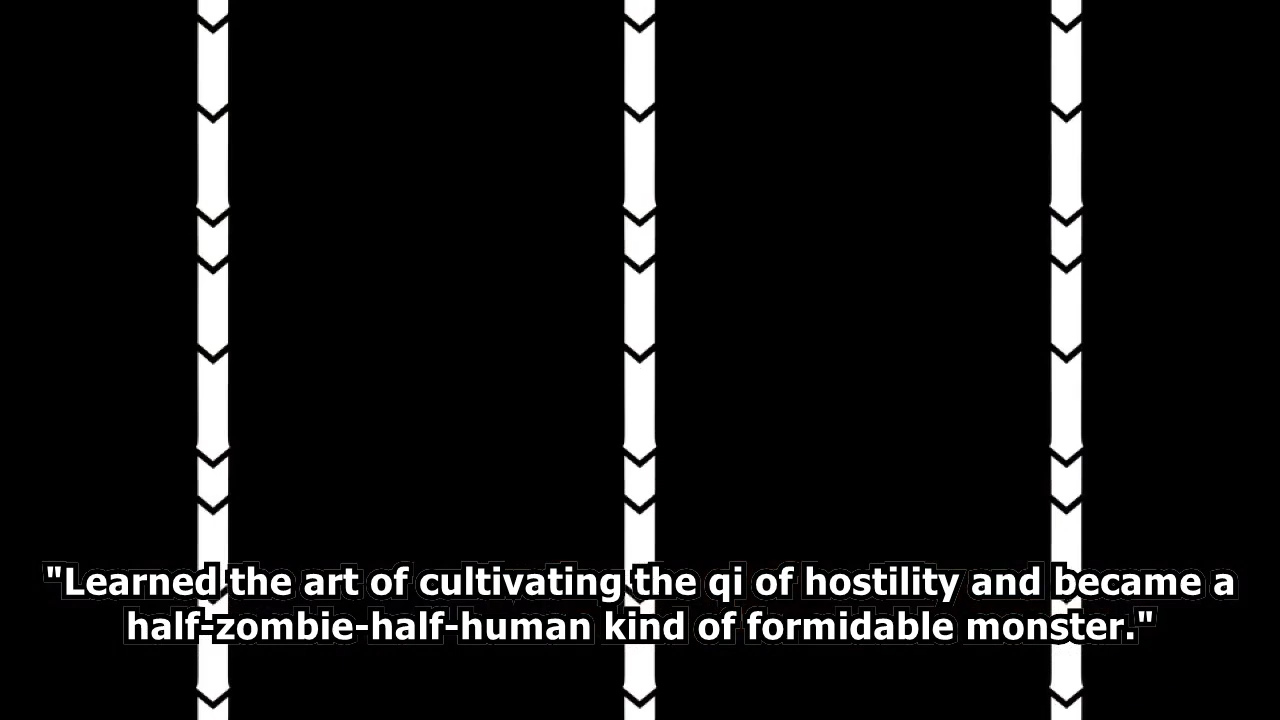 "Learned the art of cultivating the qi of hostility and became a
half-zombie-half-human kind of formidable monster."